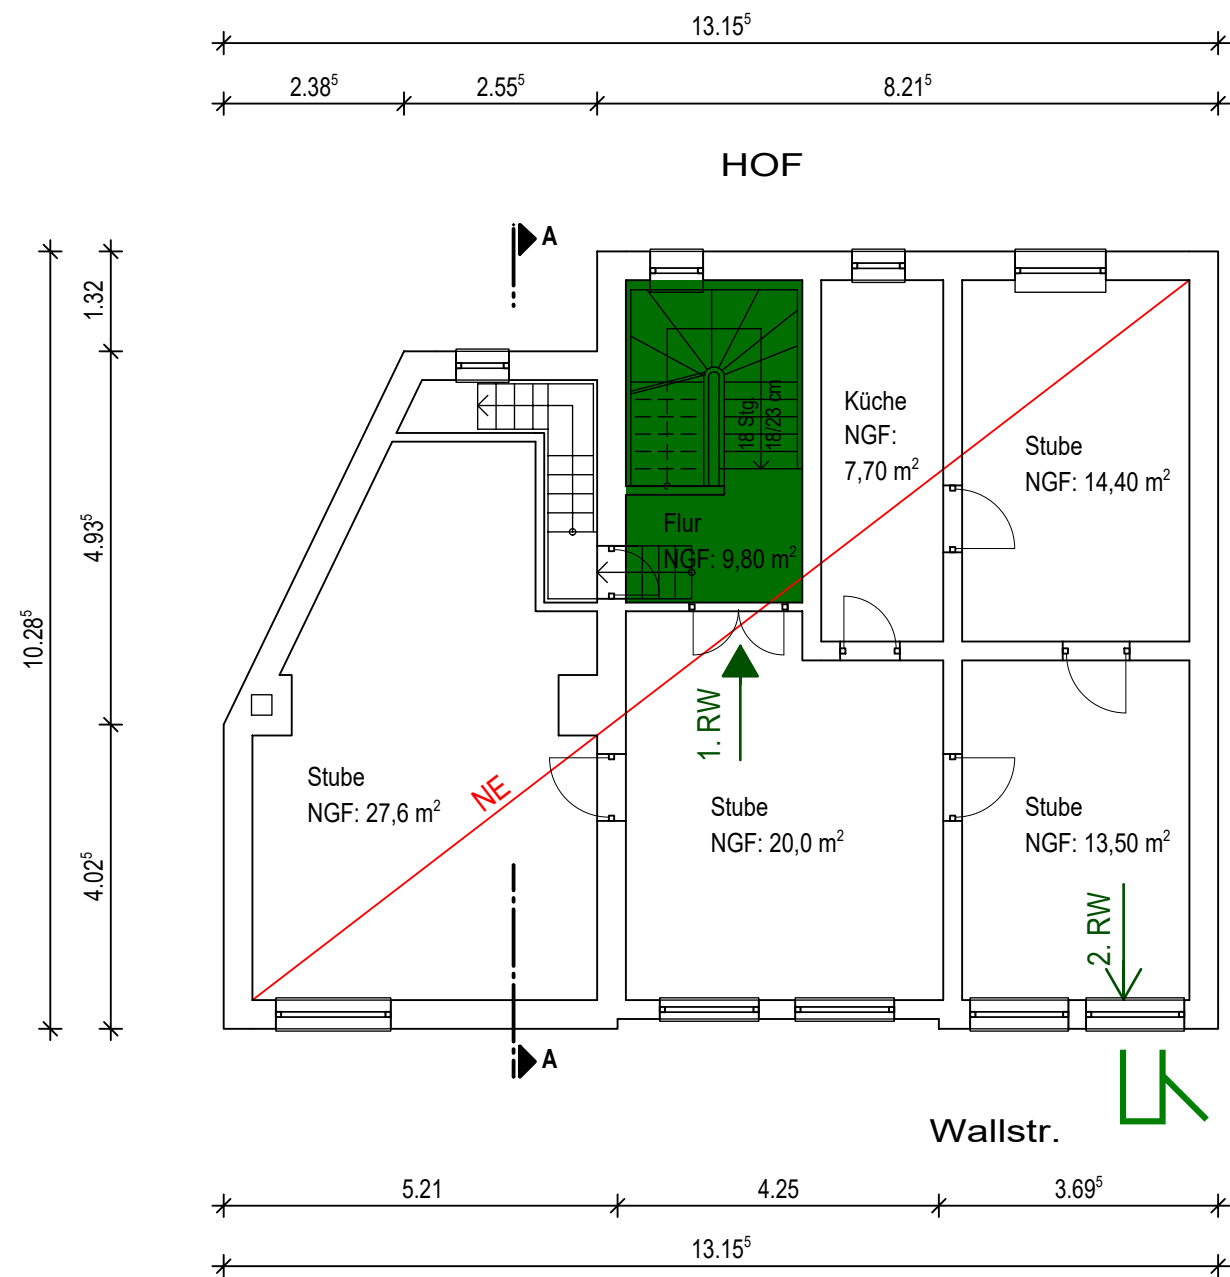 13.15⁵
2.38⁵
2.55⁵
8.21⁵
HOF
A
1.32
4.93⁵
4.02⁵
10.28⁵
18 Stg.
18/23 cm
Küche
NGF:
7,70 m²
Stube
NGF: 14,40 m²
Flur
NGF: 9,80 m²
1. RW
NE
Stube
NGF: 27,6 m²
Stube
NGF: 20,0 m²
Stube
NGF: 13,50 m²
2. RW
A
Wallstr.
5.21
4.25
3.69⁵
13.15⁵